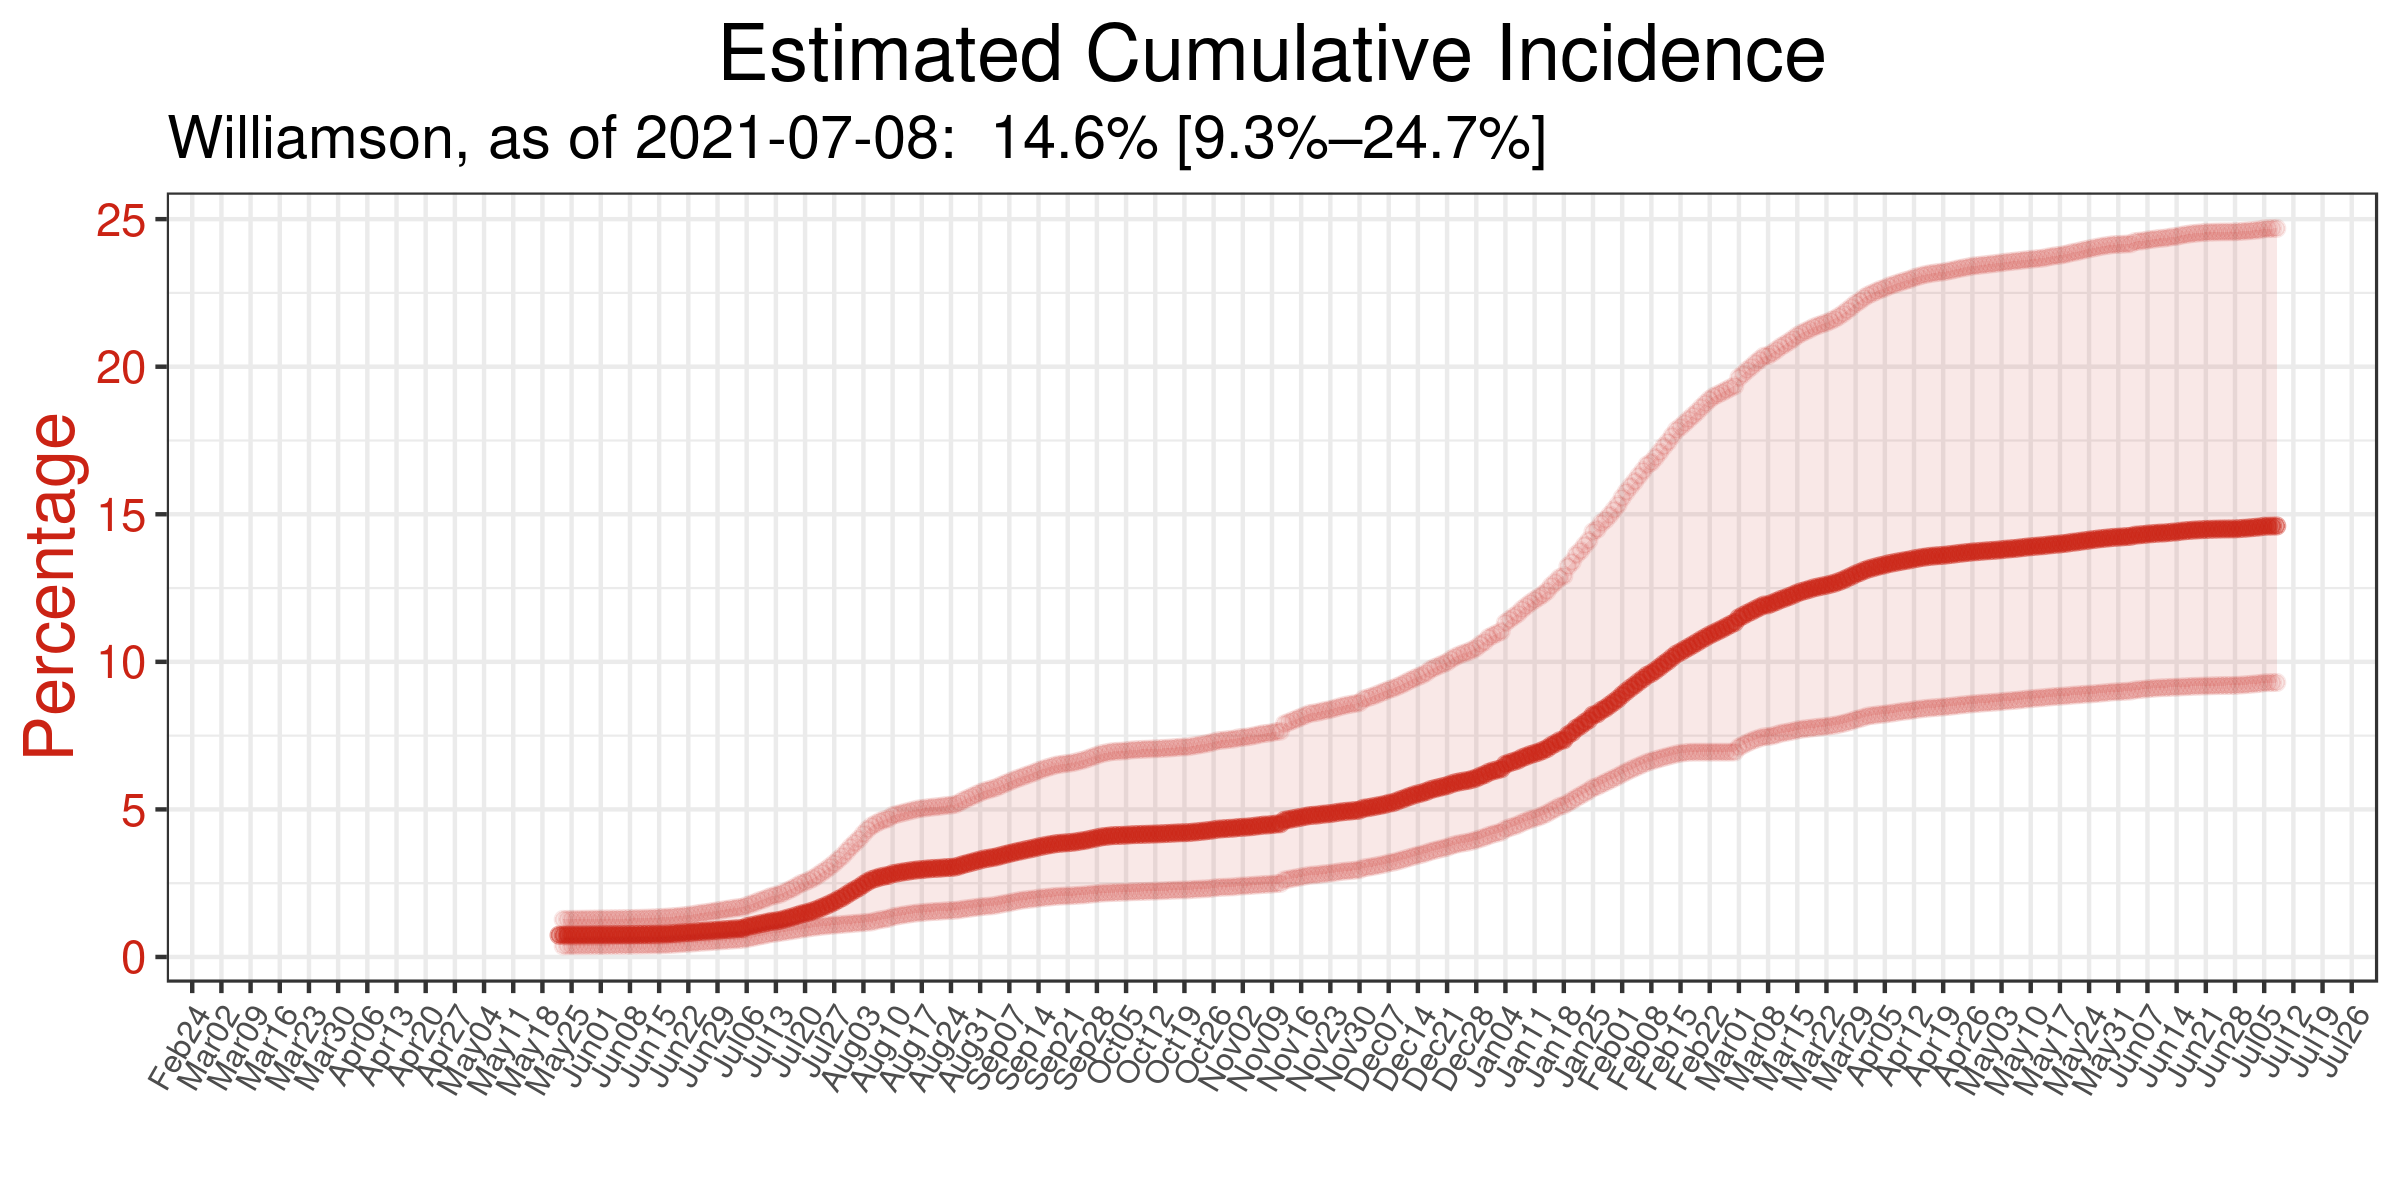 Estimated Cumulative Incidence
Williamson, as of 2021-07-08:  14.6% [9.3%–24.7%]
Percentage
25
20
15
10
5
0
Feb24
Mar02
Mar09
Mar16
Mar23
Mar30
Apr06
Apr13
Apr20
Apr27
May04
May11
May18
May25
Jun01
Jun08
Jun15
Jun22
Jun29
Jul06
Jul13
Jul20
Jul27
Aug03
Aug10
Aug17
Aug24
Aug31
Sep07
Sep14
Sep21
Sep28
Oct05
Oct12
Oct19
Oct26
Nov02
Nov09
Nov16
Nov23
Nov30
Dec07
Dec14
Dec21
Dec28
Jan04
Jan11
Jan18
Jan25
Feb01
Feb08
Feb15
Feb22
Mar01
Mar08
Mar15
Mar22
Mar29
Apr05
Apr12
Apr19
Apr26
May03
May10
May17
May24
May31
Jun07
Jun14
Jun21
Jun28
Jul05
Jul12
Jul19
Jul26